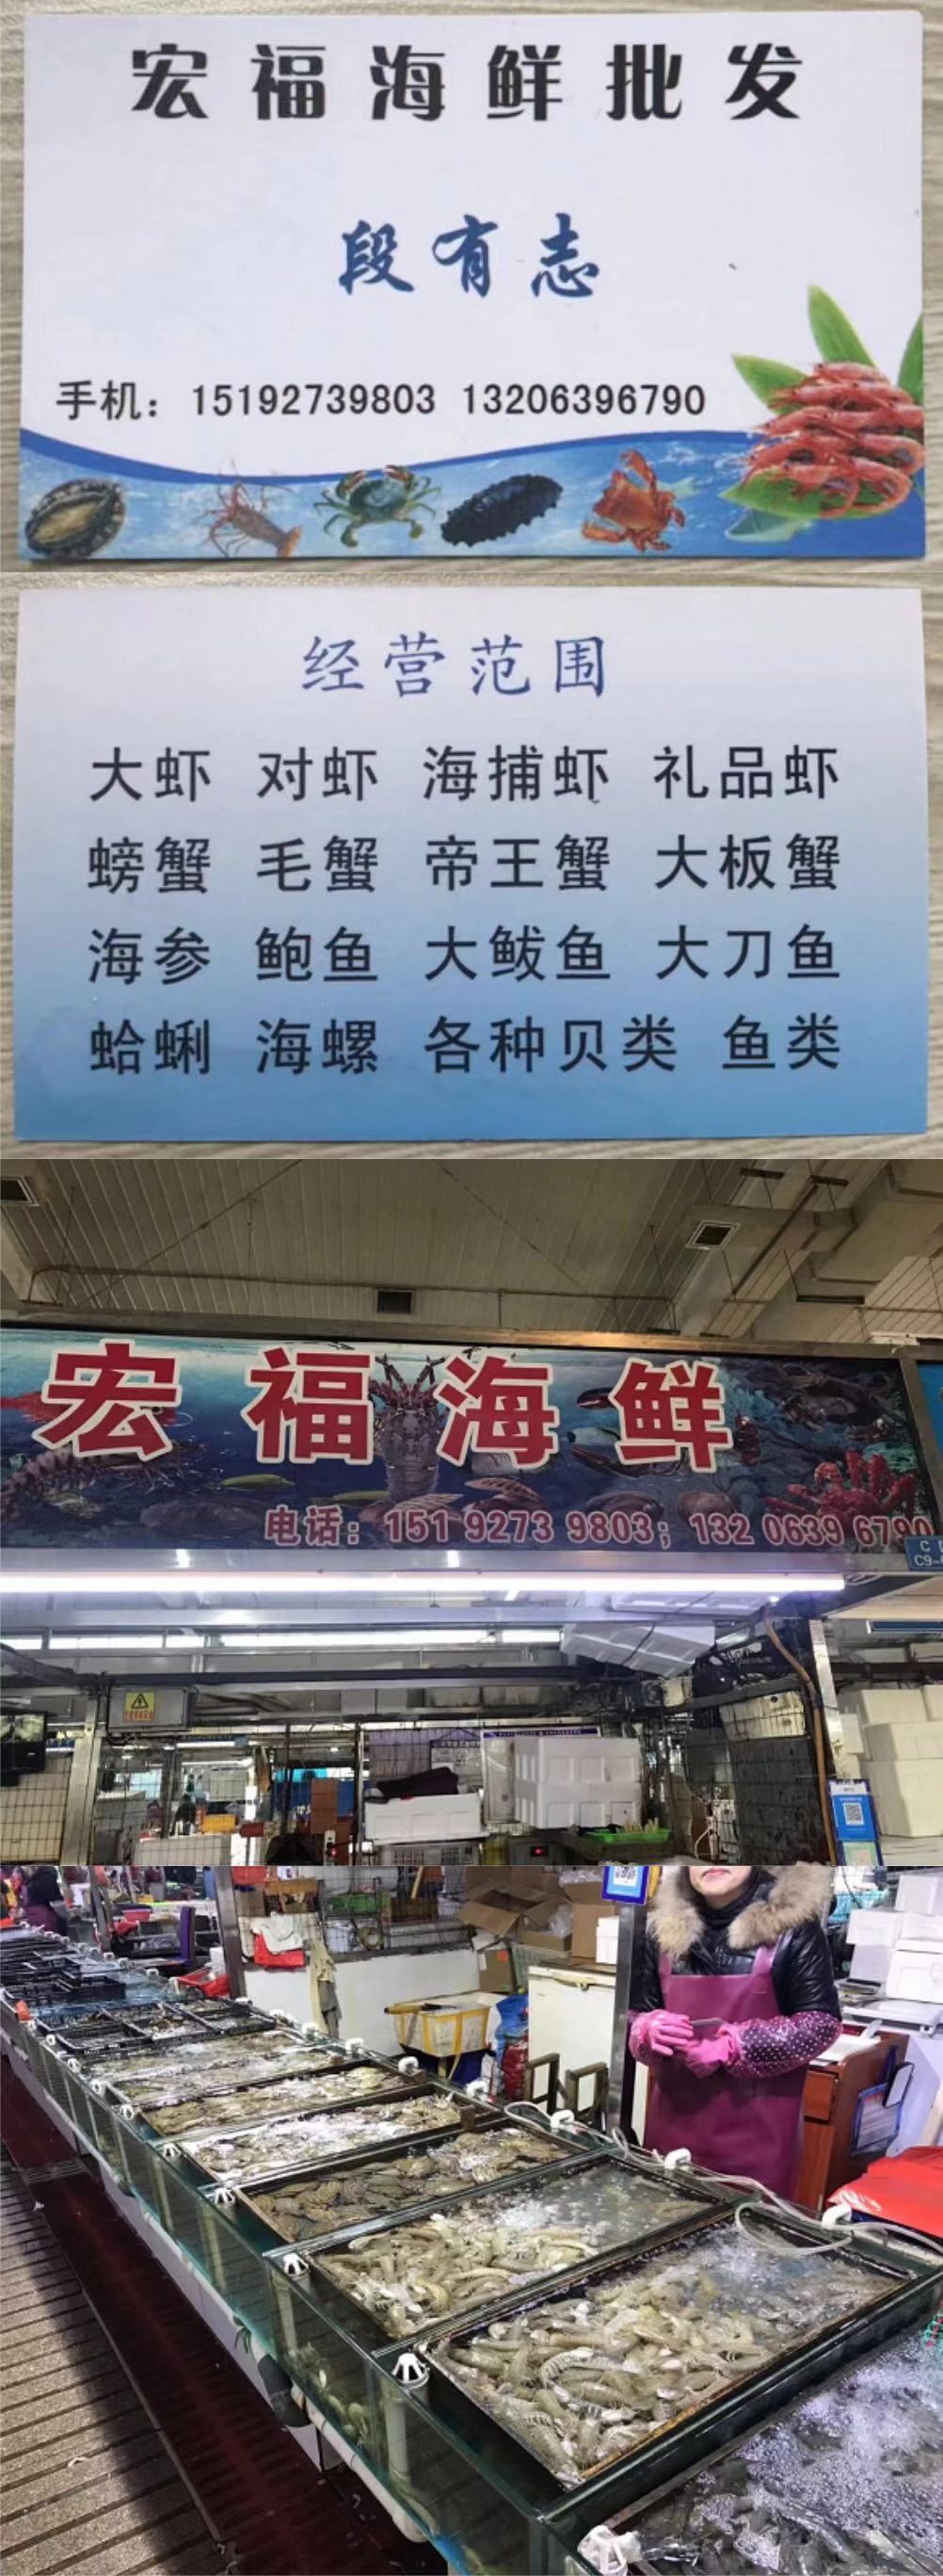 宏福海鲜批发
段有志
手机：15192739803 13206396790
经营范围
大虾 对虾 海捕虾 礼品虾
螃蟹 毛蟹 帝王蟹 大板蟹
海参 鲍鱼 大鲅鱼 大刀鱼
蛤蜊 海螺 各种贝类 鱼类
宏福海鲜
电话：151 9273 9803；132 0639 6790